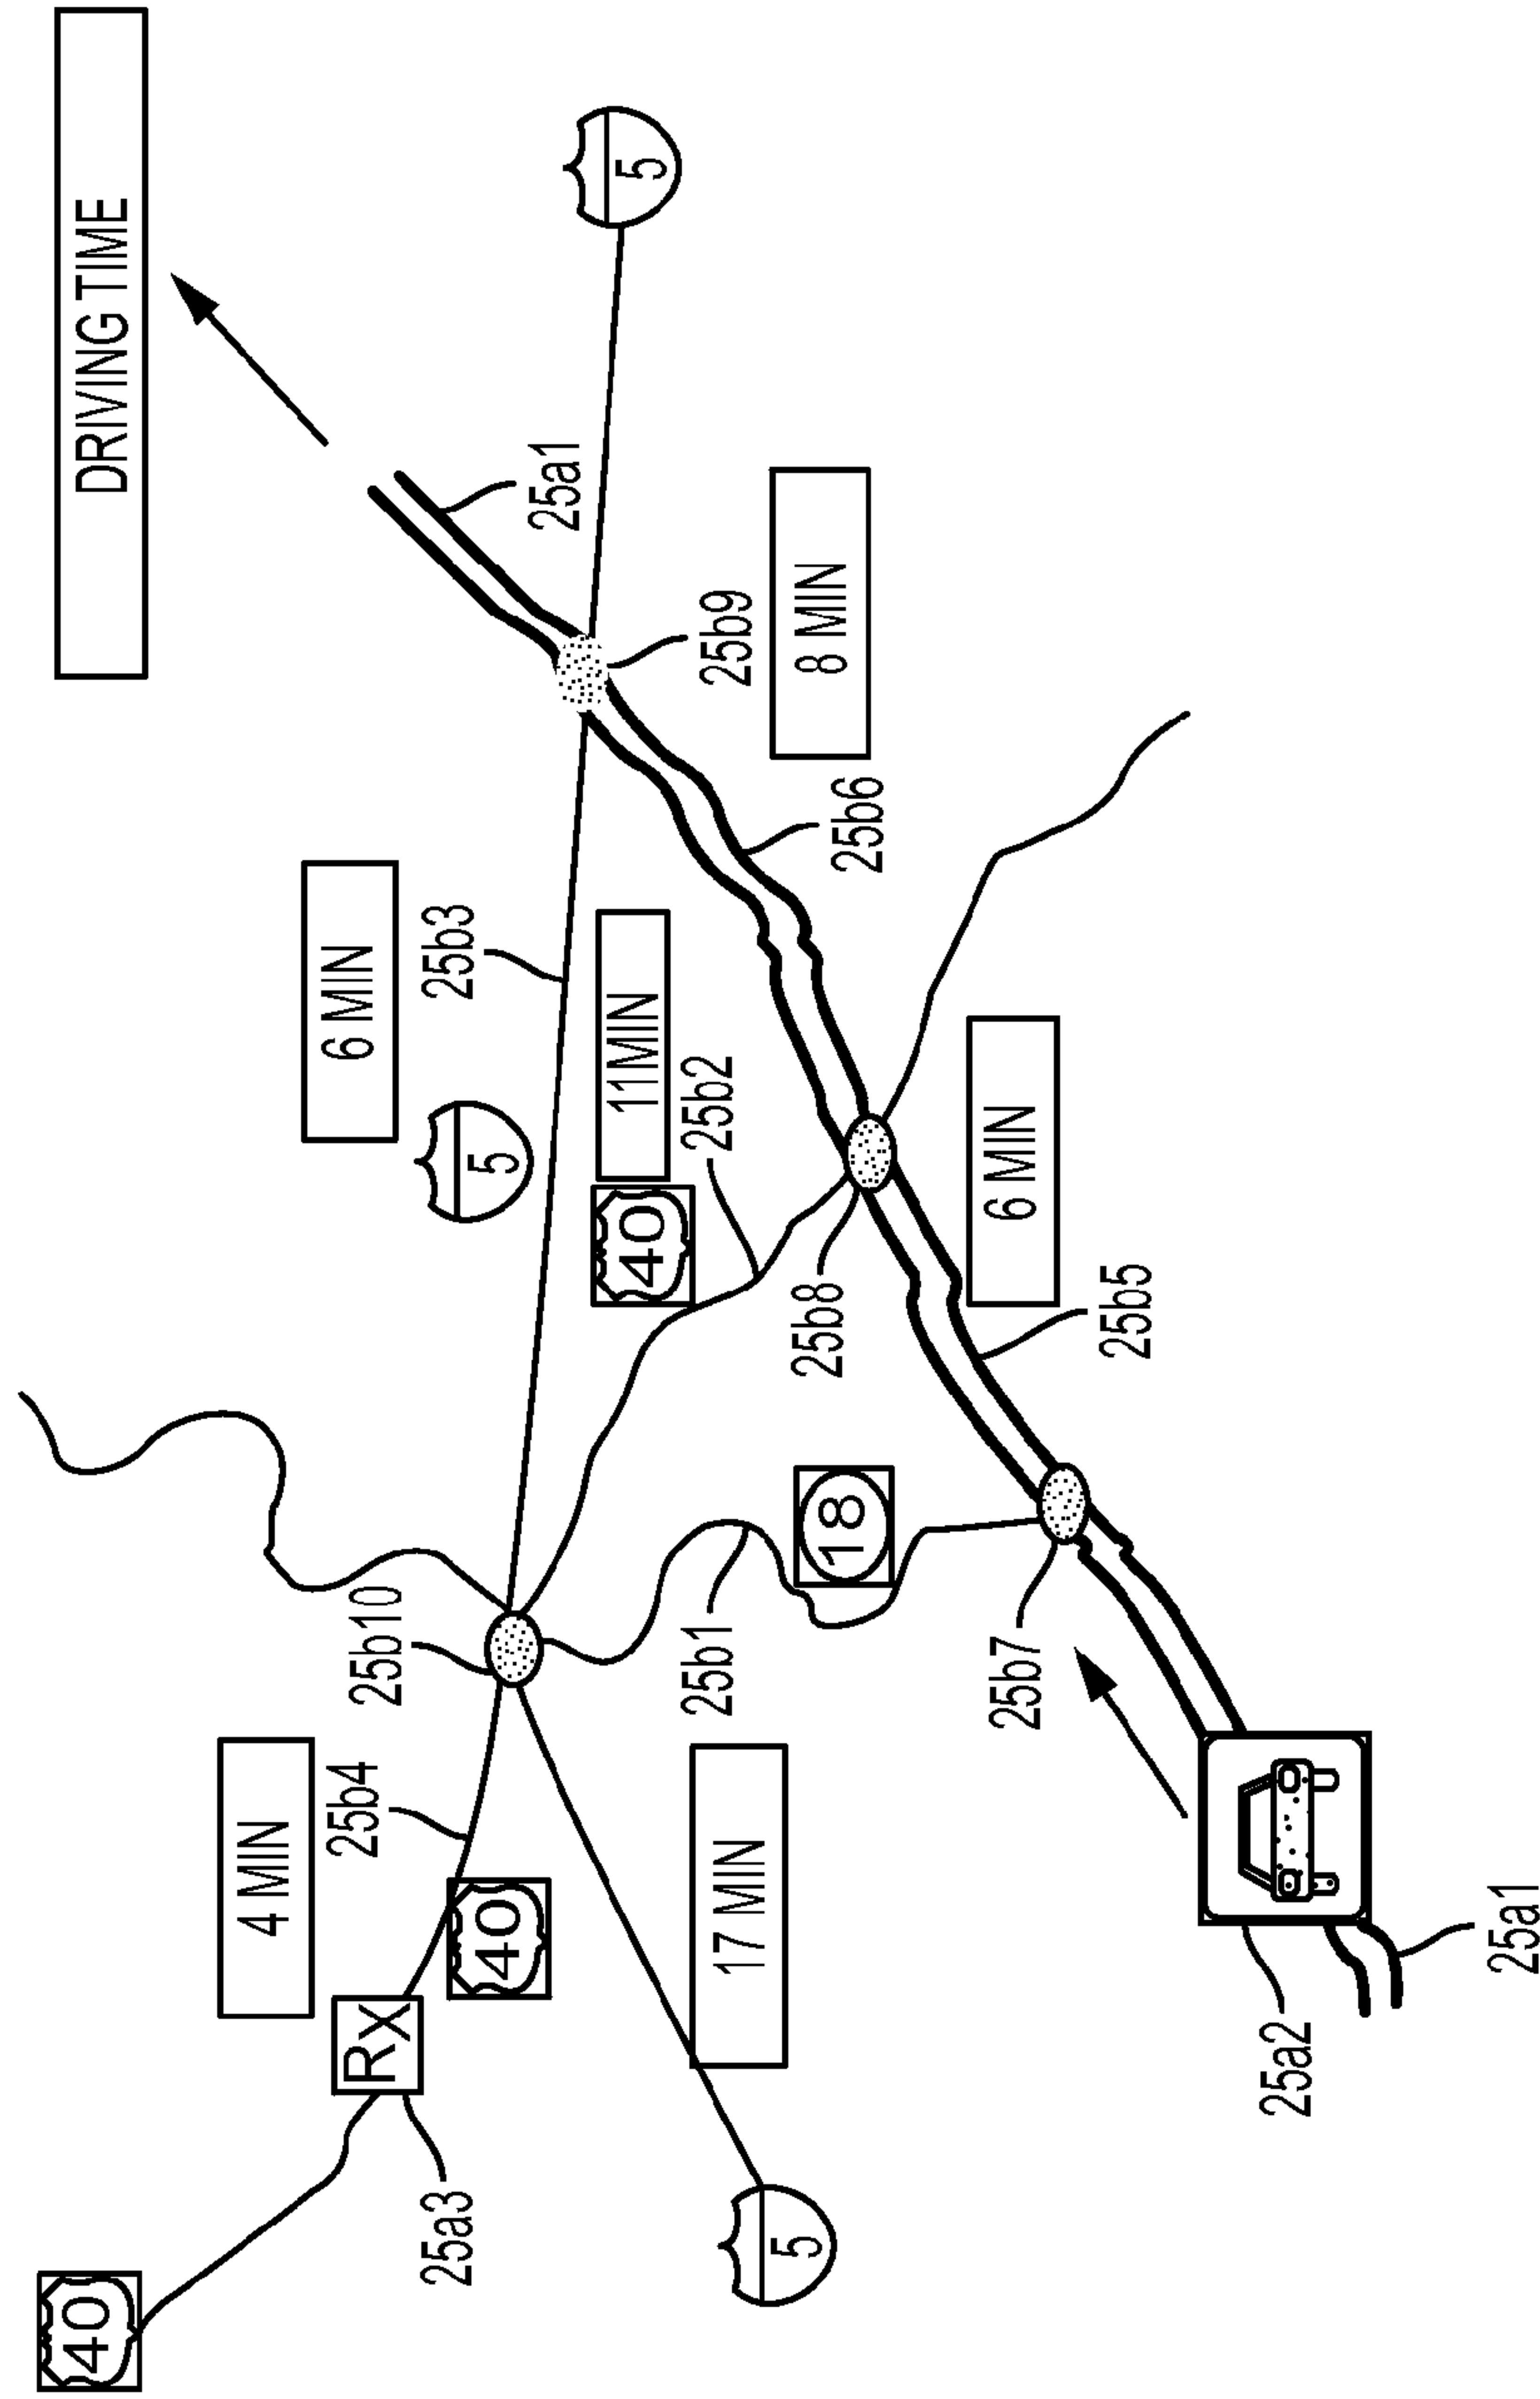 DRIVING TIME
40
RX
4 MIN
25b4
40
25b10
25a3
5
17 MIN
25b1
18
6 MIN
25b3
5
11MIN
40
25b2
25a1
5
25b9
8 MIN
25b6
25b8
6 MIN
25b5
25b7
25a2
25a1